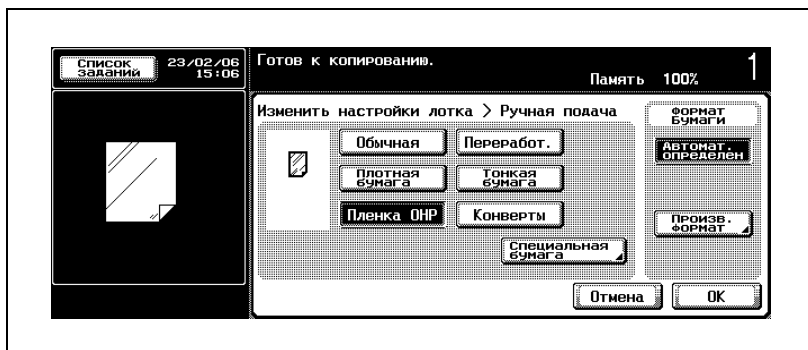 Список
заданий
23/02/06
15:06
Готов к копированию.
Память 100%
1
Изменить настройки лотка > Ручная подача
Формат
бумаги
Обычная
Переработ.
Автомат.
определен
Плотная
бумага
Тонкая
бумага
Пленка OHP
Конверты
Произв.
формат
Специальная
бумага
Отмена
OK